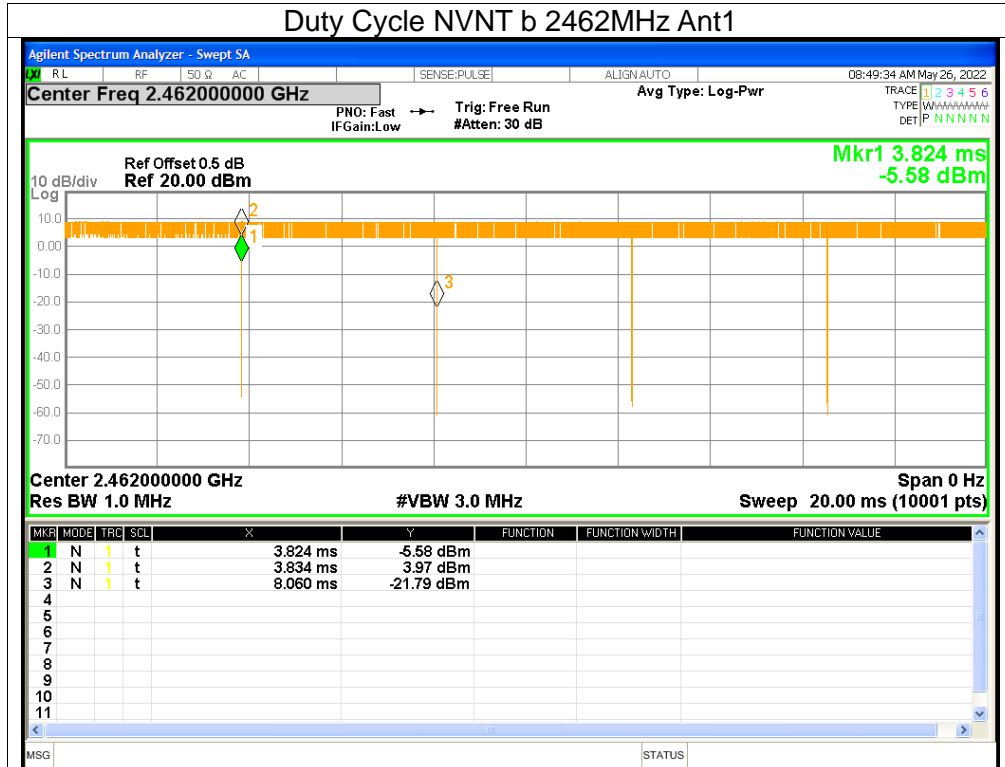 Duty Cycle NVNT b 2462MHz Ant1
Agilent Spectrum Analyzer - Swept SA
LXI RL RF 50 Ω AC SENSE:PULSE ALIGN AUTO 08:49:34 AM May 26, 2022
Center Freq 2.462000000 GHz Avg Type: Log-Pwr TRACE 1 2 3 4 5 6
PNO: Fast Trig: Free Run TYPE WWWWWW
IFGain:Low #Atten: 30 dB DET P N N N N N
Mkr1 3.824 ms
Ref Offset 0.5 dB
10 dB/div Ref 20.00 dBm -5.58 dBm
Log
10.0
0.00
-10.0
-20.0
-30.0
-40.0
-50.0
-60.0
-70.0
2
1
3
Center 2.462000000 GHz Span 0 Hz
Res BW 1.0 MHz #VBW 3.0 MHz Sweep 20.00 ms (10001 pts)
MKR MODE TRC SCL X Y FUNCTION FUNCTION WIDTH FUNCTION VALUE
1 N 1 t 3.824 ms -5.58 dBm
2 N 1 t 3.834 ms 3.97 dBm
3 N 1 t 8.060 ms -21.79 dBm
4
5
6
7
8
9
10
11
MSG STATUS